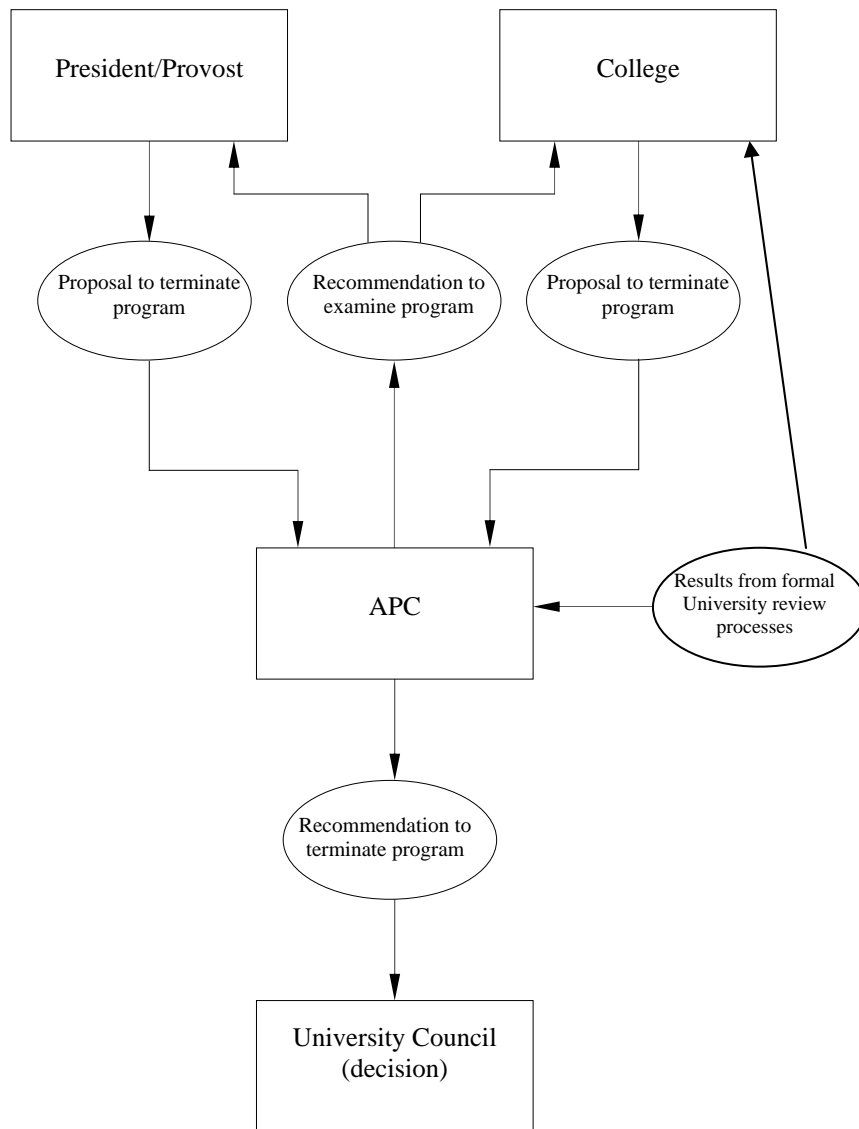 President/Provost
College
Proposal to terminate
program
Recommendation to
examine program
Proposal to terminate
program
APC
Results from formal
University review
processes
Recommendation to
terminate program
University Council
(decision)